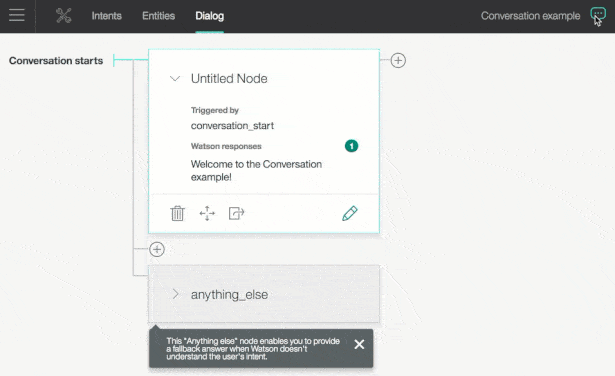 Intents Entities Dialog Conversation example
Conversation starts
Untitled Node
Triggered by
conversation_start
Watson responses 1
Welcome to the Conversation
example!
anything_else
This "Anything else" node enables you to provide
a fallback answer when Watson doesn't
understand the user's intent.